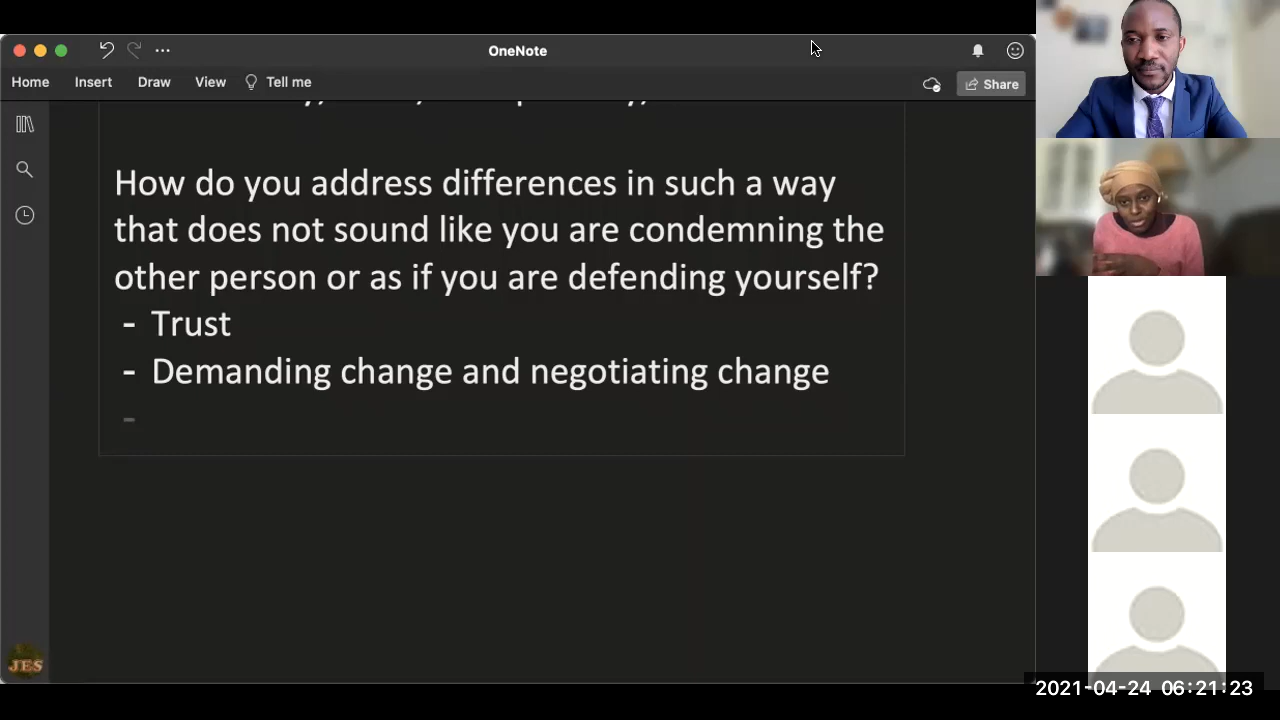 OneNote
Home Insert Draw View Tell me
Share
How do you address differences in such a way
that does not sound like you are condemning the
other person or as if you are defending yourself?
- Trust
- Demanding change and negotiating change
-
JES
2021-04-24 06:21:23